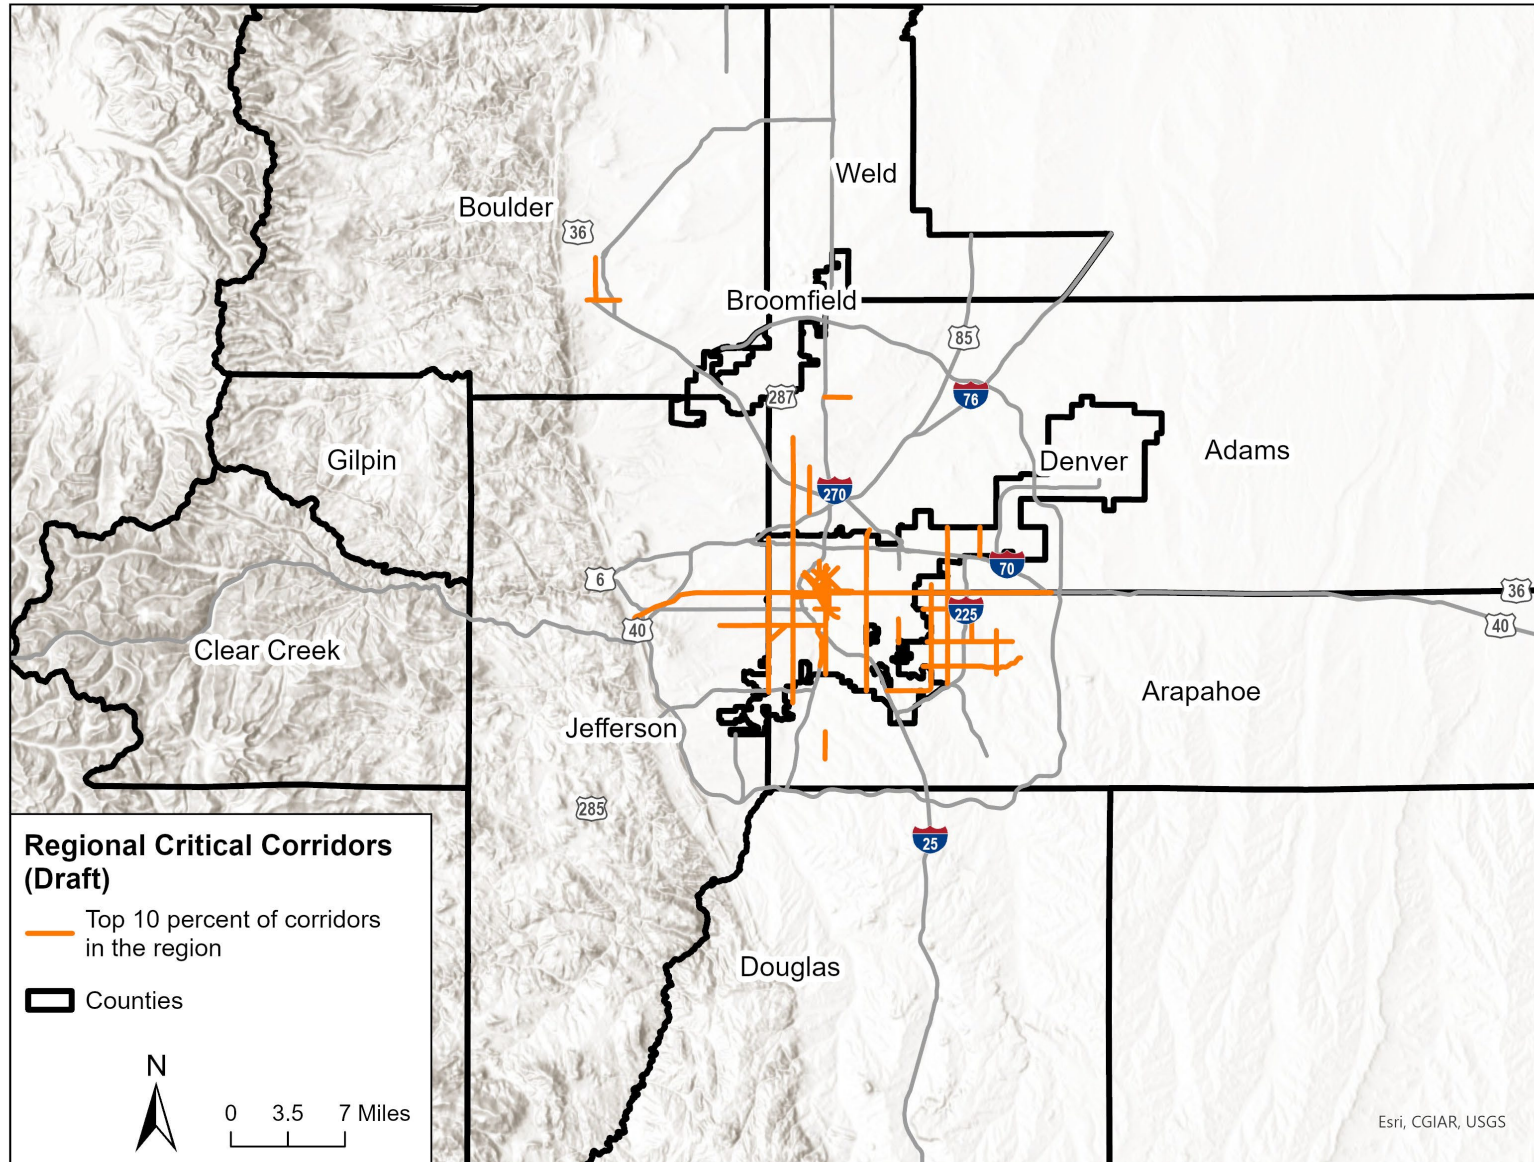 Weld
Boulder
36
Broomfield
85
287
76
Gilpin
Denver
Adams
270
70
6
36
225
40
40
Clear Creek
Arapahoe
Jefferson
285
25
Regional Critical Corridors
(Draft)
Top 10 percent of corridors
in the region
Douglas
Counties
N
0 3.5 7 Miles
Esri, CGIAR, USGS